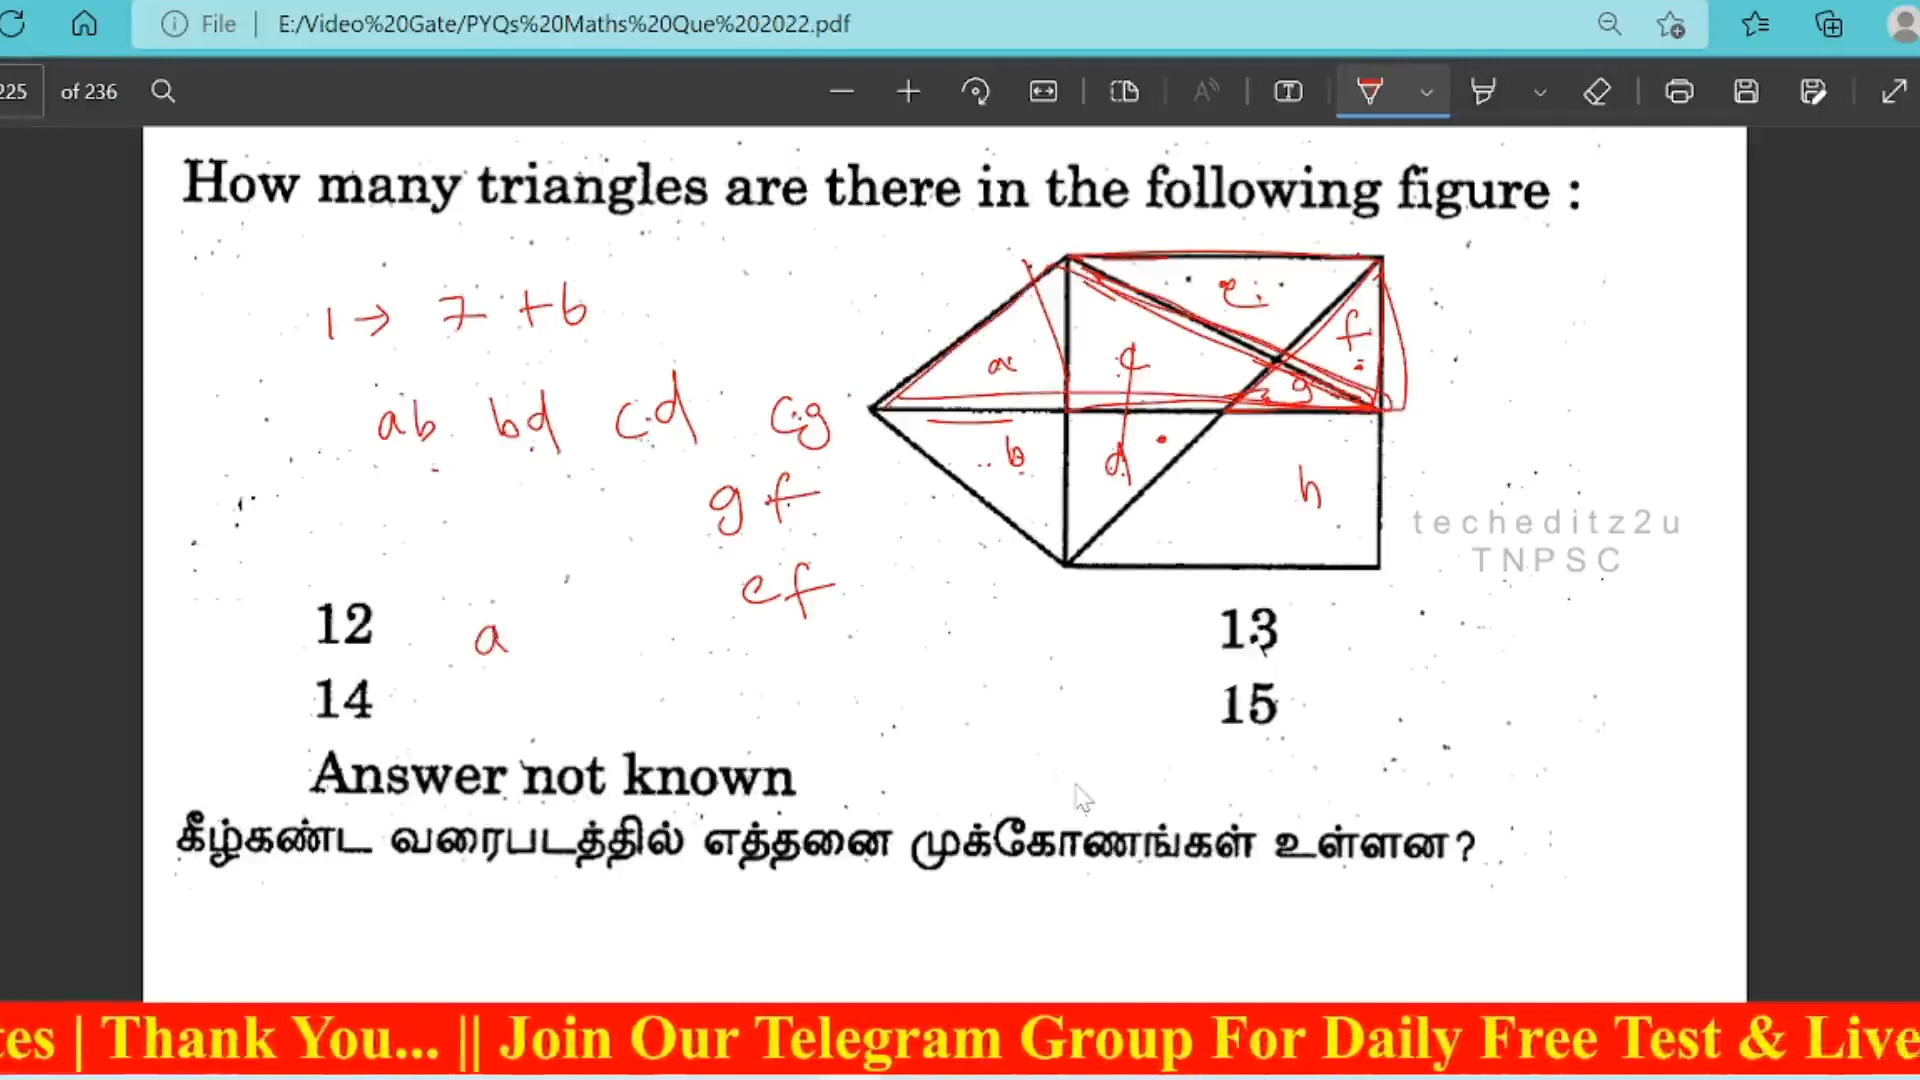 File | E:/Video%20Gate/PYQs%20Maths%20Que%202022.pdf
225 of 236
How many triangles are there in the following figure :
1 → 7 + 6
a c e f g
b d h
ab bd cd cg
gf
ef
techeditz2u
TNPSC
12 a 13
14 15
Answer not known
கீழ்கண்ட வரைபடத்தில் எத்தனை முக்கோணங்கள் உள்ளன?
tes | Thank You... || Join Our Telegram Group For Daily Free Test & Live